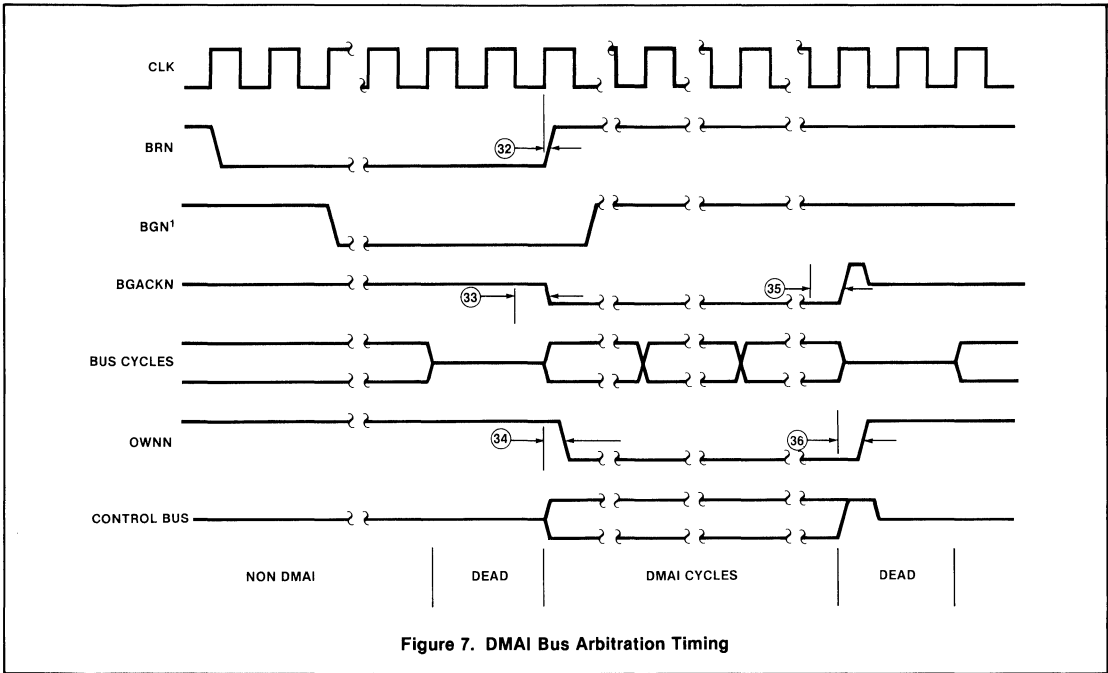 CLK
BRN
32
BGN¹
BGACKN
33
35
BUS CYCLES
OWNN
34
36
CONTROL BUS
NON DMAI
DEAD
DMAI CYCLES
DEAD
Figure 7. DMAI Bus Arbitration Timing